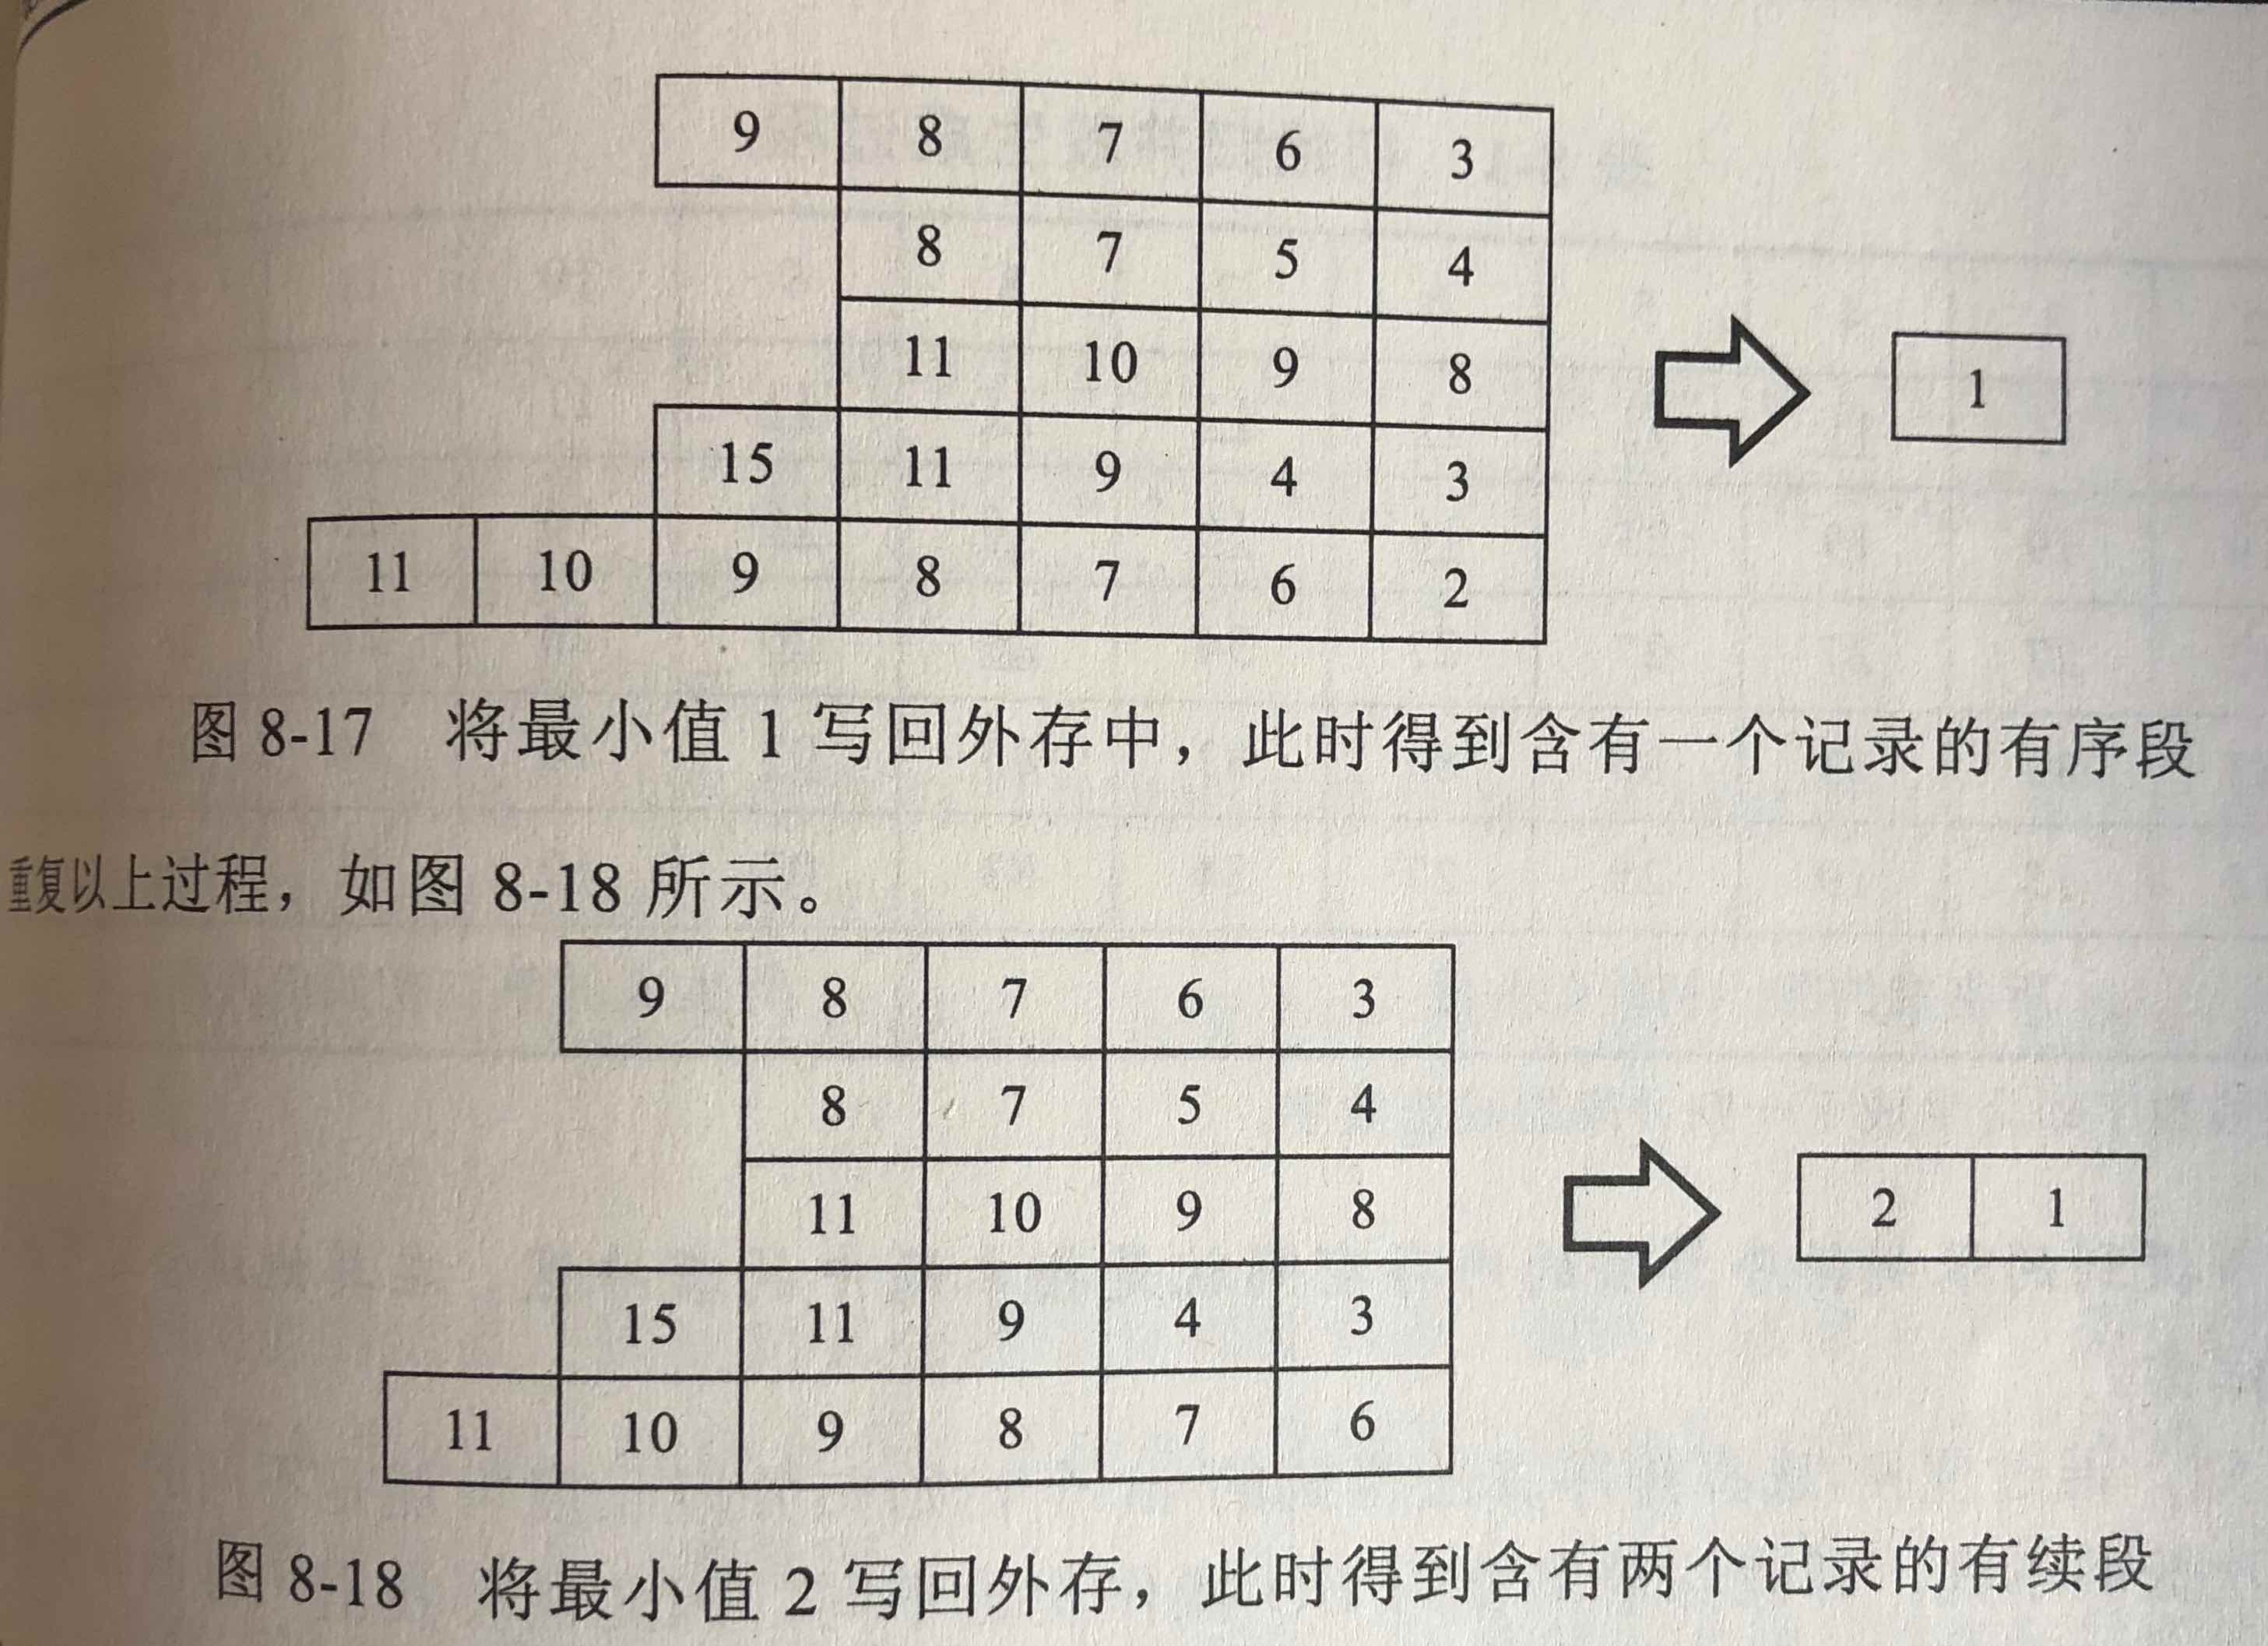 9 8 7 6 3
8 7 5 4
11 10 9 8
1
15 11 9 4 3
11 10 9 8 7 6 2
图 8-17 将最小值 1 写回外存中，此时得到含有一个记录的有序段
重复以上过程，如图 8-18 所示。
9 8 7 6 3
8 7 5 4
11 10 9 8
2 1
15 11 9 4 3
11 10 9 8 7 6
图 8-18 将最小值 2 写回外存，此时得到含有两个记录的有续段